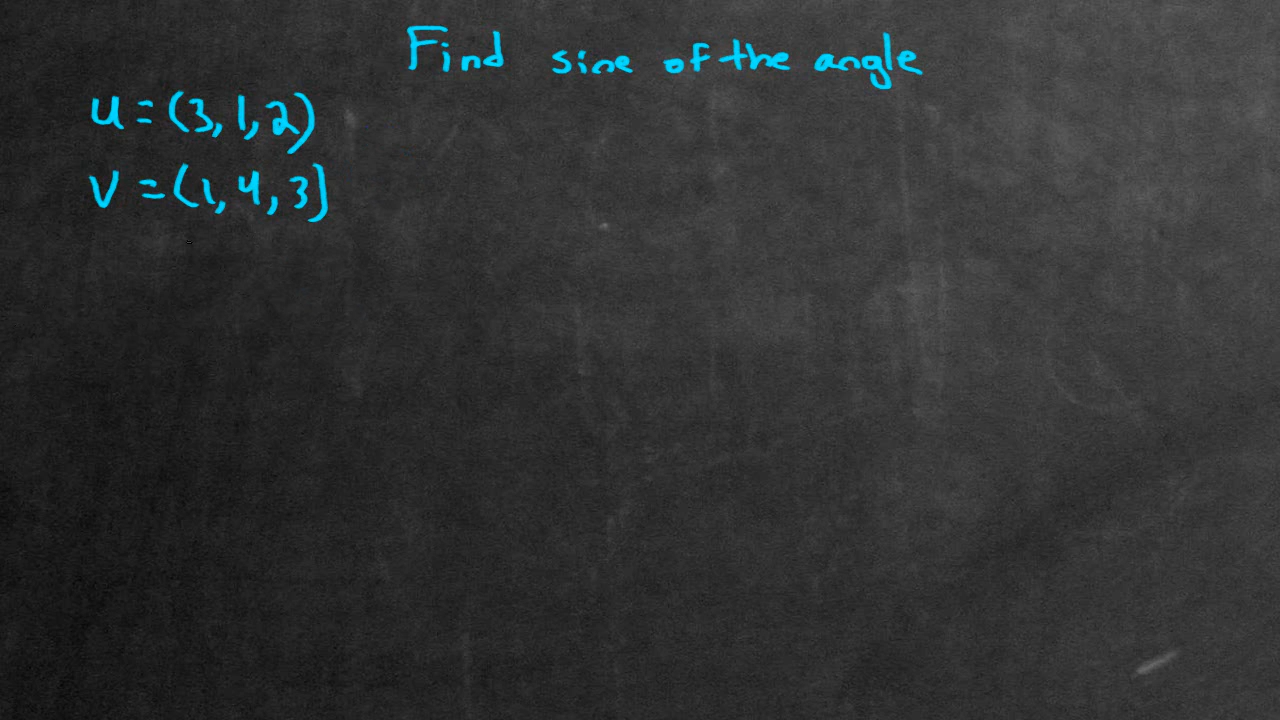 Find sine of the angle
u = (3, 1, 2)
v = (1, 4, 3)